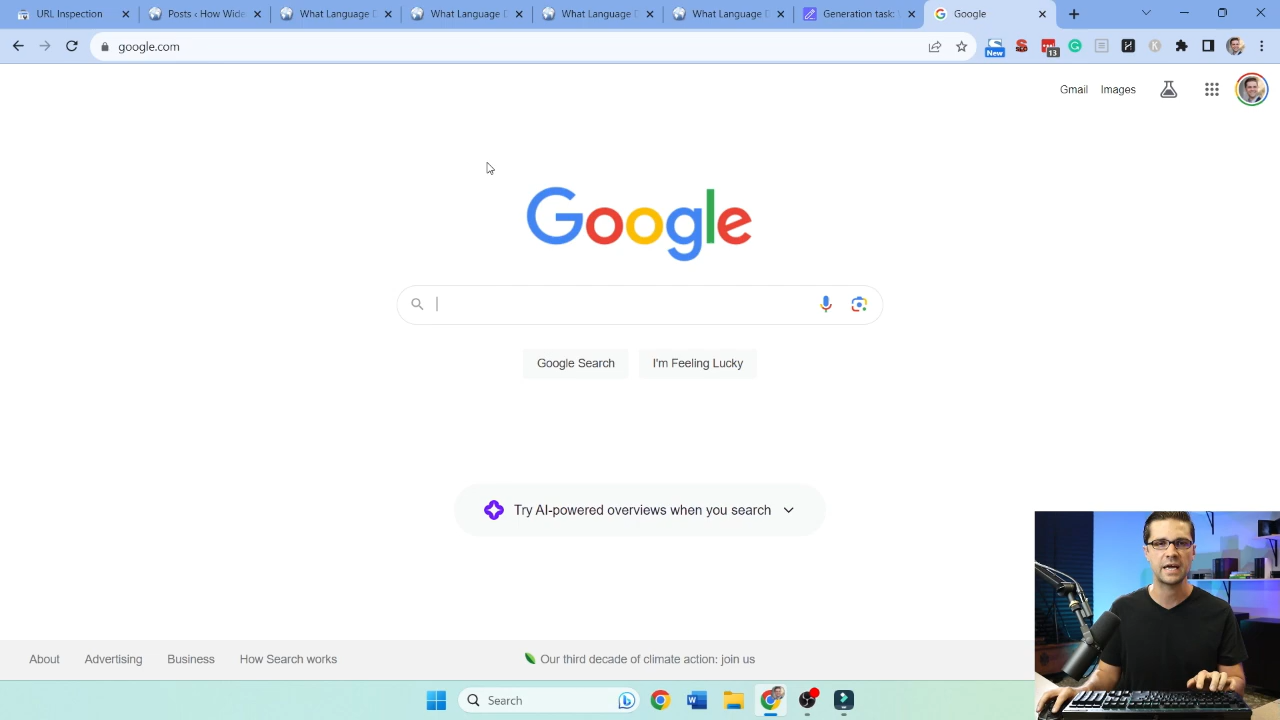 URL Inspection
Posts ‹ How Wide
What Language D
What Language D
What Language D
Generation task: 
Google
google.com
New
13
Gmail
Images
Google
Google Search
I'm Feeling Lucky
Try AI-powered overviews when you search
About
Advertising
Business
How Search works
Our third decade of climate action: join us
Search